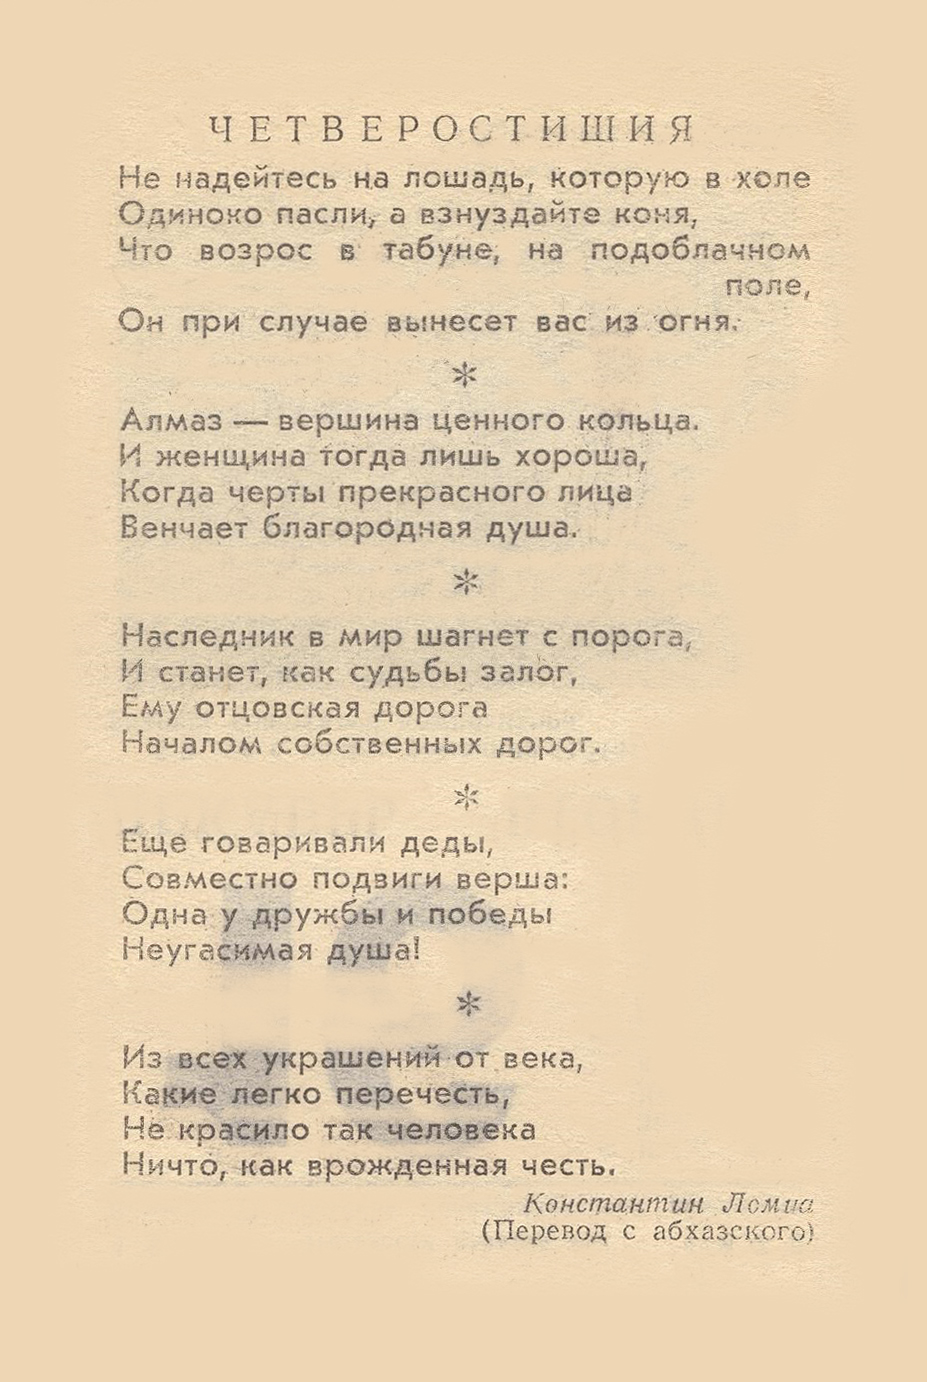 ЧЕТВЕРОСТИШИЯ
Не надейтесь на лошадь, которую в холе
Одиноко пасли, а взнуздайте коня,
Что возрос в табуне, на подоблачном
поле,
Он при случае вынесет вас из огня.
*
Алмаз — вершина ценного кольца.
И женщина тогда лишь хороша,
Когда черты прекрасного лица
Венчает благородная душа.
*
Наследник в мир шагнет с порога,
И станет, как судьбы залог,
Ему отцовская дорога
Началом собственных дорог.
*
Еще говаривали деды,
Совместно подвиги верша:
Одна у дружбы и победы
Неугасимая душа!
*
Из всех украшений от века,
Какие легко перечесть,
Не красило так человека
Ничто, как врожденная честь.
Константин Ломиа
(Перевод с абхазского)